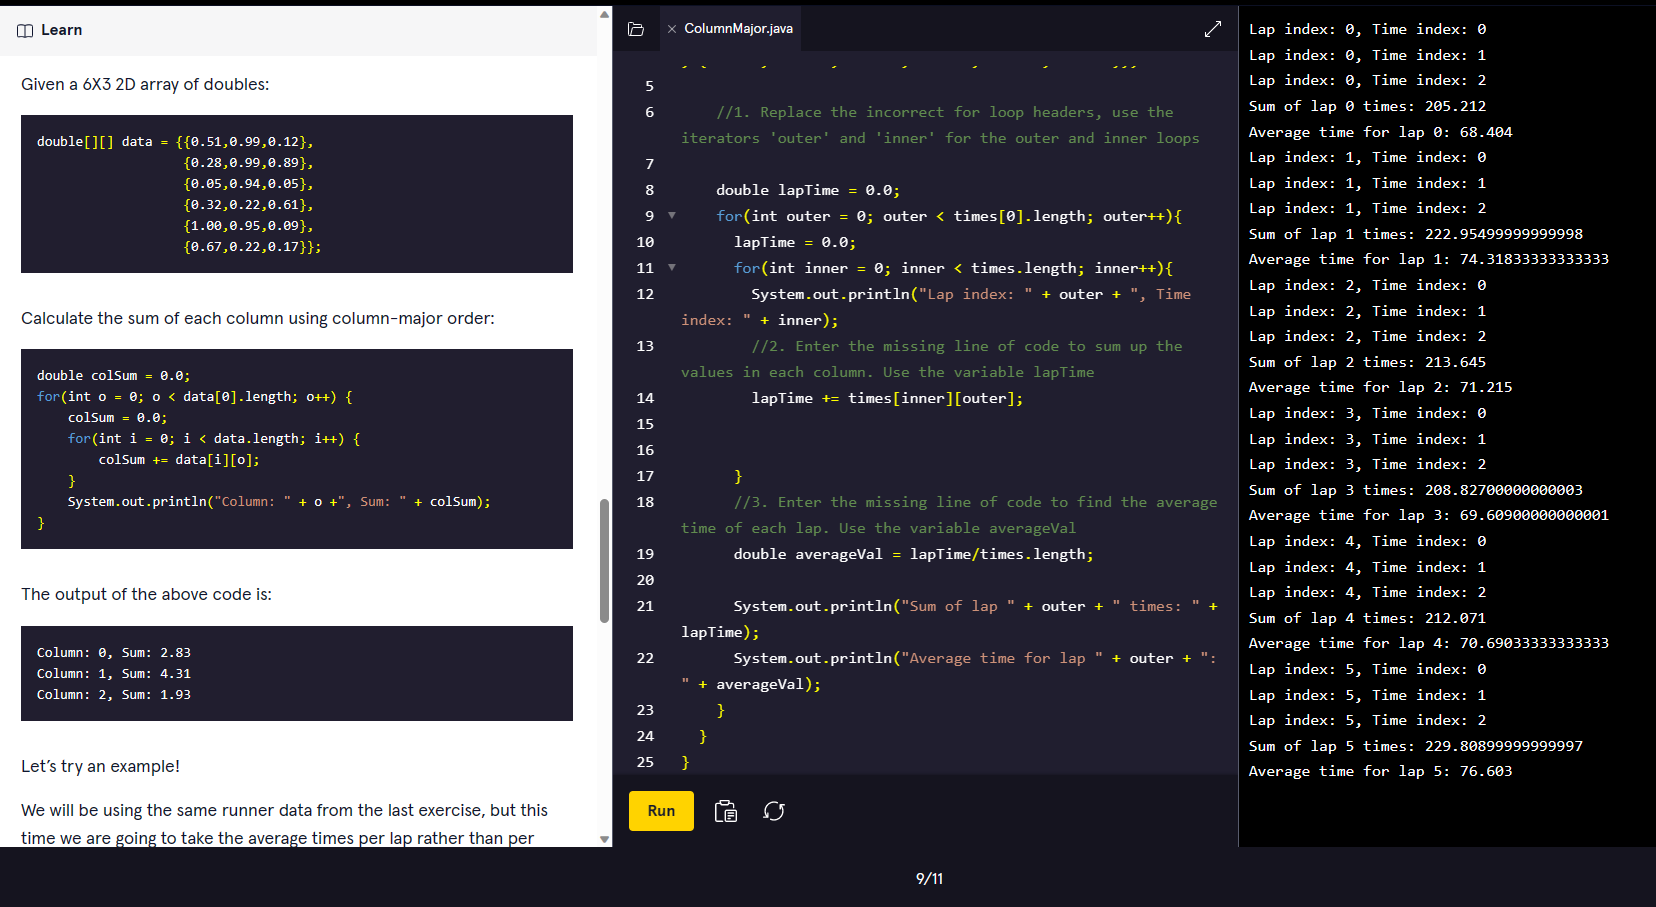 Learn
Given a 6X3 2D array of doubles:
double[][] data = {{0.51,0.99,0.12},
{0.28,0.99,0.89},
{0.05,0.94,0.05},
{0.32,0.22,0.61},
{1.00,0.95,0.09},
{0.67,0.22,0.17}};
Calculate the sum of each column using column-major order:
double colSum = 0.0;
for(int o = 0; o < data[0].length; o++) {
colSum = 0.0;
for(int i = 0; i < data.length; i++) {
colSum += data[i][o];
}
System.out.println("Column: " + o +", Sum: " + colSum);
}
The output of the above code is:
Column: 0, Sum: 2.83
Column: 1, Sum: 4.31
Column: 2, Sum: 1.93
Let's try an example!
We will be using the same runner data from the last exercise, but this
time we are going to take the average times per lap rather than per
ColumnMajor.java
5
6 //1. Replace the incorrect for loop headers, use the
iterators 'outer' and 'inner' for the outer and inner loops
7
8 double lapTime = 0.0;
9 for(int outer = 0; outer < times[0].length; outer++){
10 lapTime = 0.0;
11 for(int inner = 0; inner < times.length; inner++){
12 System.out.println("Lap index: " + outer + ", Time
index: " + inner);
13 //2. Enter the missing line of code to sum up the
values in each column. Use the variable lapTime
14 lapTime += times[inner][outer];
15
16
17 }
18 //3. Enter the missing line of code to find the average
time of each lap. Use the variable averageVal
19 double averageVal = lapTime/times.length;
20
21 System.out.println("Sum of lap " + outer + " times: " +
lapTime);
22 System.out.println("Average time for lap " + outer + ":
" + averageVal);
23 }
24 }
25 }
Run
Lap index: 0, Time index: 0
Lap index: 0, Time index: 1
Lap index: 0, Time index: 2
Sum of lap 0 times: 205.212
Average time for lap 0: 68.404
Lap index: 1, Time index: 0
Lap index: 1, Time index: 1
Lap index: 1, Time index: 2
Sum of lap 1 times: 222.95499999999998
Average time for lap 1: 74.31833333333333
Lap index: 2, Time index: 0
Lap index: 2, Time index: 1
Lap index: 2, Time index: 2
Sum of lap 2 times: 213.645
Average time for lap 2: 71.215
Lap index: 3, Time index: 0
Lap index: 3, Time index: 1
Lap index: 3, Time index: 2
Sum of lap 3 times: 208.82700000000003
Average time for lap 3: 69.60900000000001
Lap index: 4, Time index: 0
Lap index: 4, Time index: 1
Lap index: 4, Time index: 2
Sum of lap 4 times: 212.071
Average time for lap 4: 70.69033333333333
Lap index: 5, Time index: 0
Lap index: 5, Time index: 1
Lap index: 5, Time index: 2
Sum of lap 5 times: 229.80899999999997
Average time for lap 5: 76.603
9/11